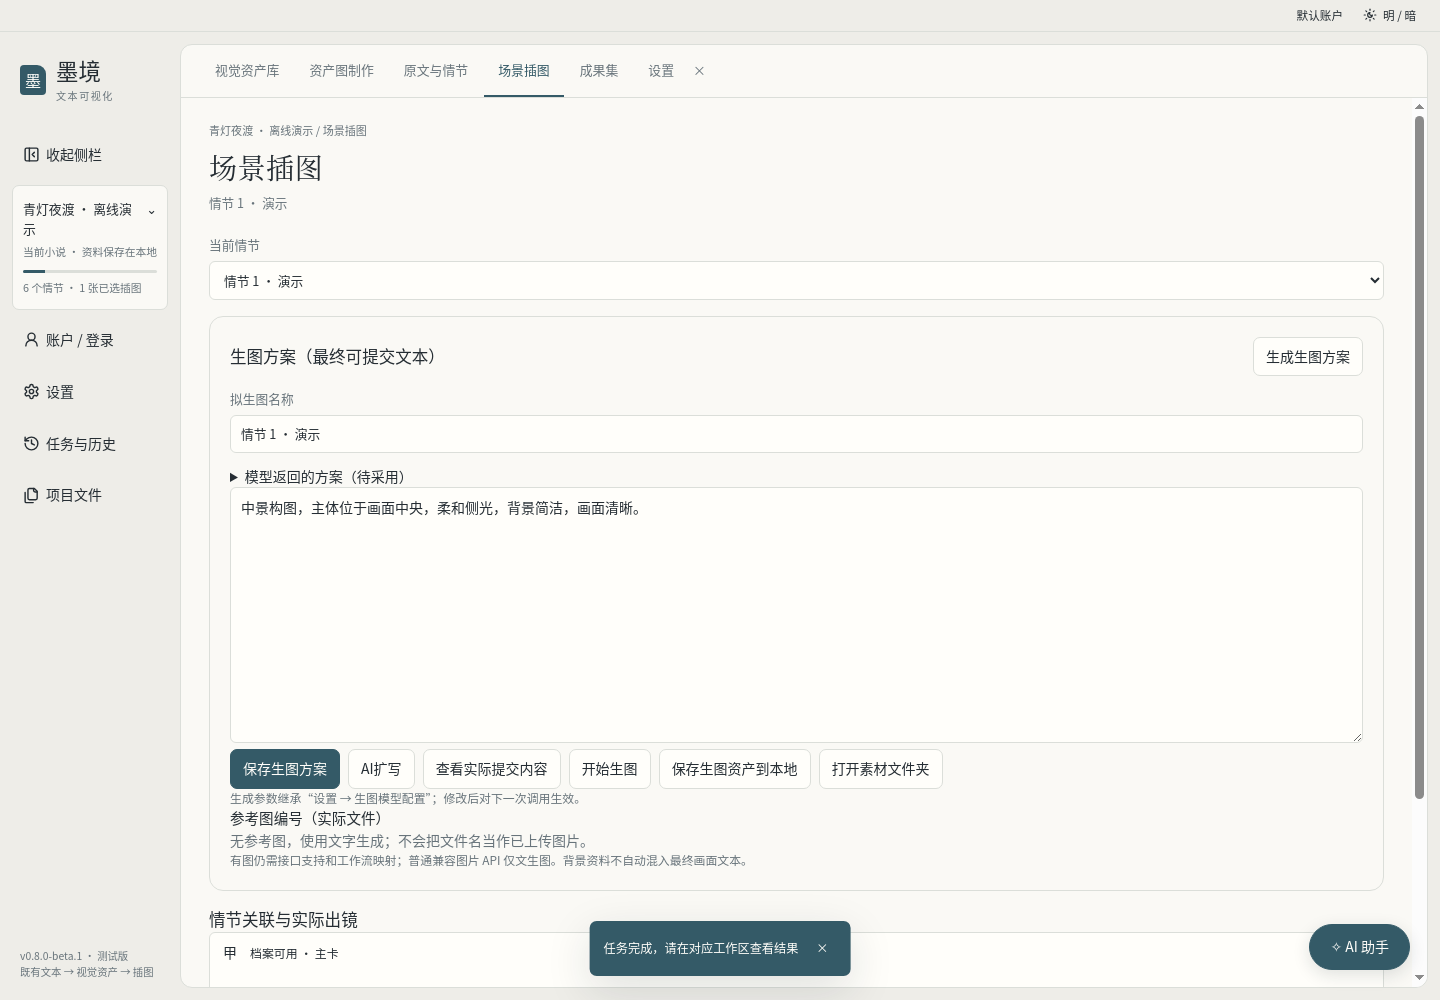 默认账户
明 / 暗
墨
墨境
文本可视化
收起侧栏
青灯夜渡 · 离线演示
当前小说 · 资料保存在本地
6 个情节 · 1 张已选插图
账户 / 登录
设置
任务与历史
项目文件
v0.8.0-beta.1 · 测试版
既有文本 → 视觉资产 → 插图
视觉资产库
资产图制作
原文与情节
场景插图
成果集
设置
×
青灯夜渡 · 离线演示 / 场景插图
场景插图
情节 1 · 演示
当前情节
情节 1 · 演示
生图方案（最终可提交文本）
生成生图方案
拟生图名称
情节 1 · 演示
模型返回的方案（待采用）
中景构图，主体位于画面中央，柔和侧光，背景简洁，画面清晰。
保存生图方案
AI扩写
查看实际提交内容
开始生图
保存生图资产到本地
打开素材文件夹
生成参数继承“设置 → 生图模型配置”；修改后对下一次调用生效。
参考图编号（实际文件）
无参考图，使用文字生成；不会把文件名当作已上传图片。
有图仍需接口支持和工作流映射；普通兼容图片 API 仅文生图。背景资料不自动混入最终画面文本。
情节关联与实际出镜
甲
档案可用 · 主卡
任务完成，请在对应工作区查看结果
×
✧ AI 助手